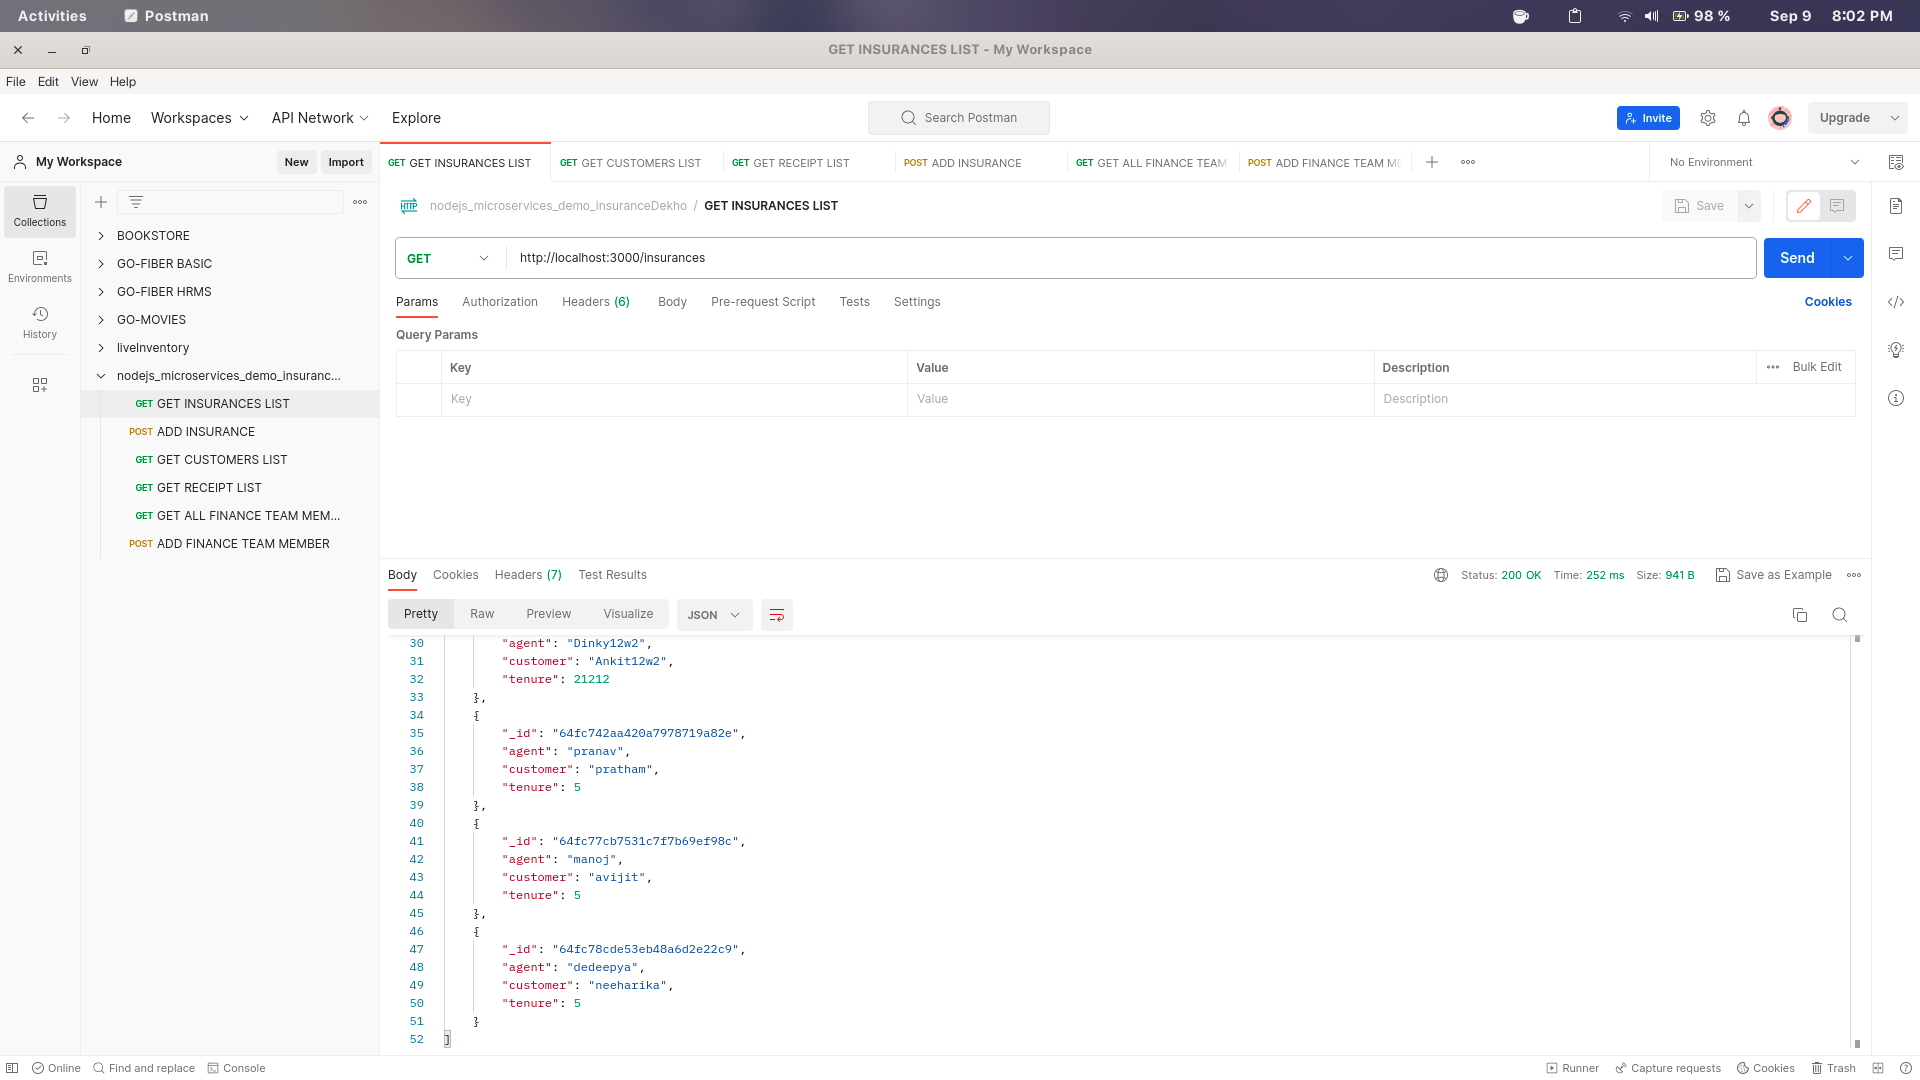 Activities Postman 98 % Sep 9 8:02 PM
GET INSURANCES LIST - My Workspace
File Edit View Help
Home Workspaces API Network Explore Search Postman Invite Upgrade
My Workspace New Import GET GET INSURANCES LIST GET GET CUSTOMERS LIST GET GET RECEIPT LIST POST ADD INSURANCE GET GET ALL FINANCE TEAM POST ADD FINANCE TEAM ME No Environment
Collections
Environments
History
BOOKSTORE
GO-FIBER BASIC
GO-FIBER HRMS
GO-MOVIES
liveInventory
nodejs_microservices_demo_insuranc...
GET GET INSURANCES LIST
POST ADD INSURANCE
GET GET CUSTOMERS LIST
GET GET RECEIPT LIST
GET GET ALL FINANCE TEAM MEM...
POST ADD FINANCE TEAM MEMBER
HTTP nodejs_microservices_demo_insuranceDekho / GET INSURANCES LIST Save
GET http://localhost:3000/insurances Send
Params Authorization Headers (6) Body Pre-request Script Tests Settings Cookies
Query Params
Key Value Description Bulk Edit
Key Value Description
Body Cookies Headers (7) Test Results Status: 200 OK Time: 252 ms Size: 941 B Save as Example
Pretty Raw Preview Visualize JSON
30 "agent": "Dinky12w2",
31 "customer": "Ankit12w2",
32 "tenure": 21212
33 },
34 {
35 "_id": "64fc742aa420a7978719a82e",
36 "agent": "pranav",
37 "customer": "pratham",
38 "tenure": 5
39 },
40 {
41 "_id": "64fc77cb7531c7f7b69ef98c",
42 "agent": "manoj",
43 "customer": "avijit",
44 "tenure": 5
45 },
46 {
47 "_id": "64fc78cde53eb48a6d2e22c9",
48 "agent": "dedeepya",
49 "customer": "neeharika",
50 "tenure": 5
51 }
52 ]
Online Find and replace Console Runner Capture requests Cookies Trash